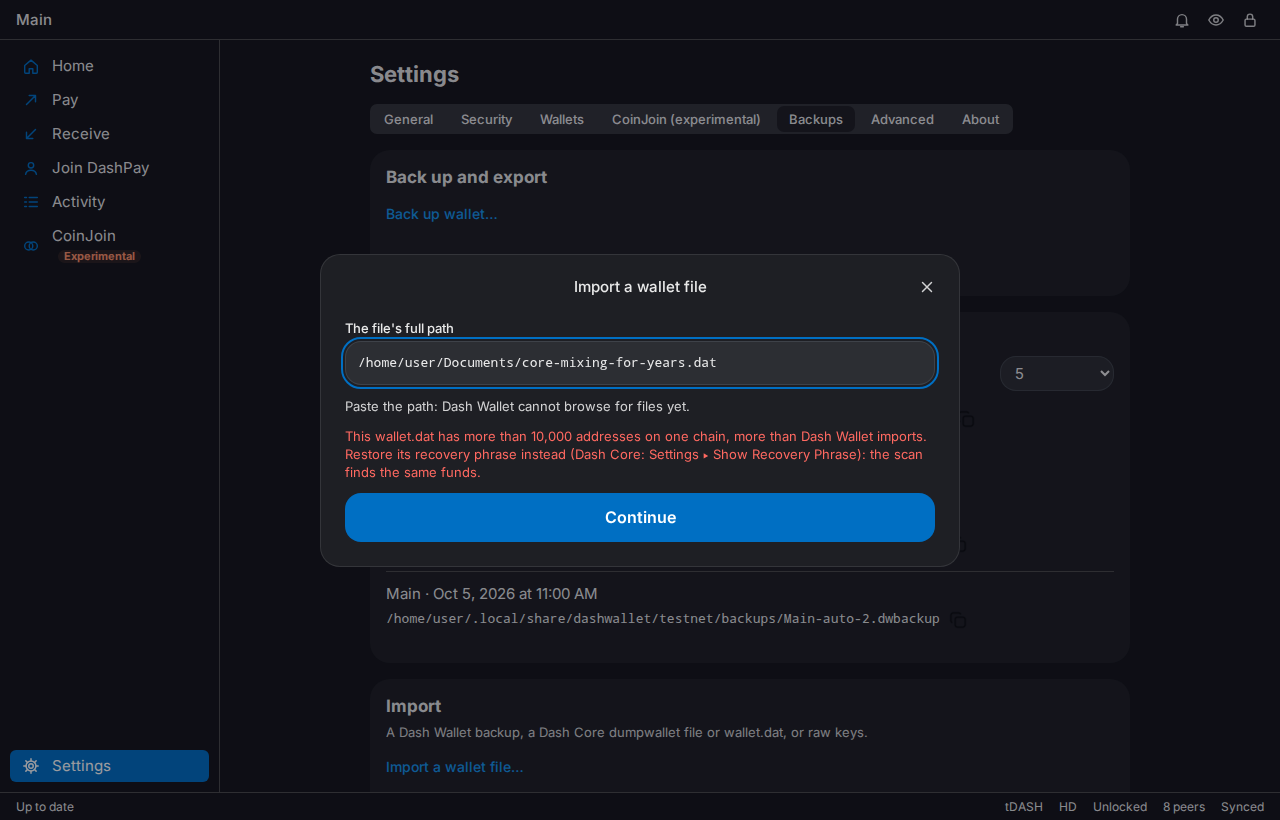 Main
Home
Pay
Receive
Join DashPay
Activity
CoinJoin
Experimental
Settings
Settings
General Security Wallets CoinJoin (experimental) Backups Advanced About
Back up and export
Back up wallet...
Import a wallet file
The file's full path
/home/user/Documents/core-mixing-for-years.dat
Paste the path: Dash Wallet cannot browse for files yet.
This wallet.dat has more than 10,000 addresses on one chain, more than Dash Wallet imports.
Restore its recovery phrase instead (Dash Core: Settings ▸ Show Recovery Phrase): the scan
finds the same funds.
Continue
5
Main · Oct 5, 2026 at 11:00 AM
/home/user/.local/share/dashwallet/testnet/backups/Main-auto-2.dwbackup
Import
A Dash Wallet backup, a Dash Core dumpwallet file or wallet.dat, or raw keys.
Import a wallet file...
Up to date
tDASH HD Unlocked 8 peers Synced